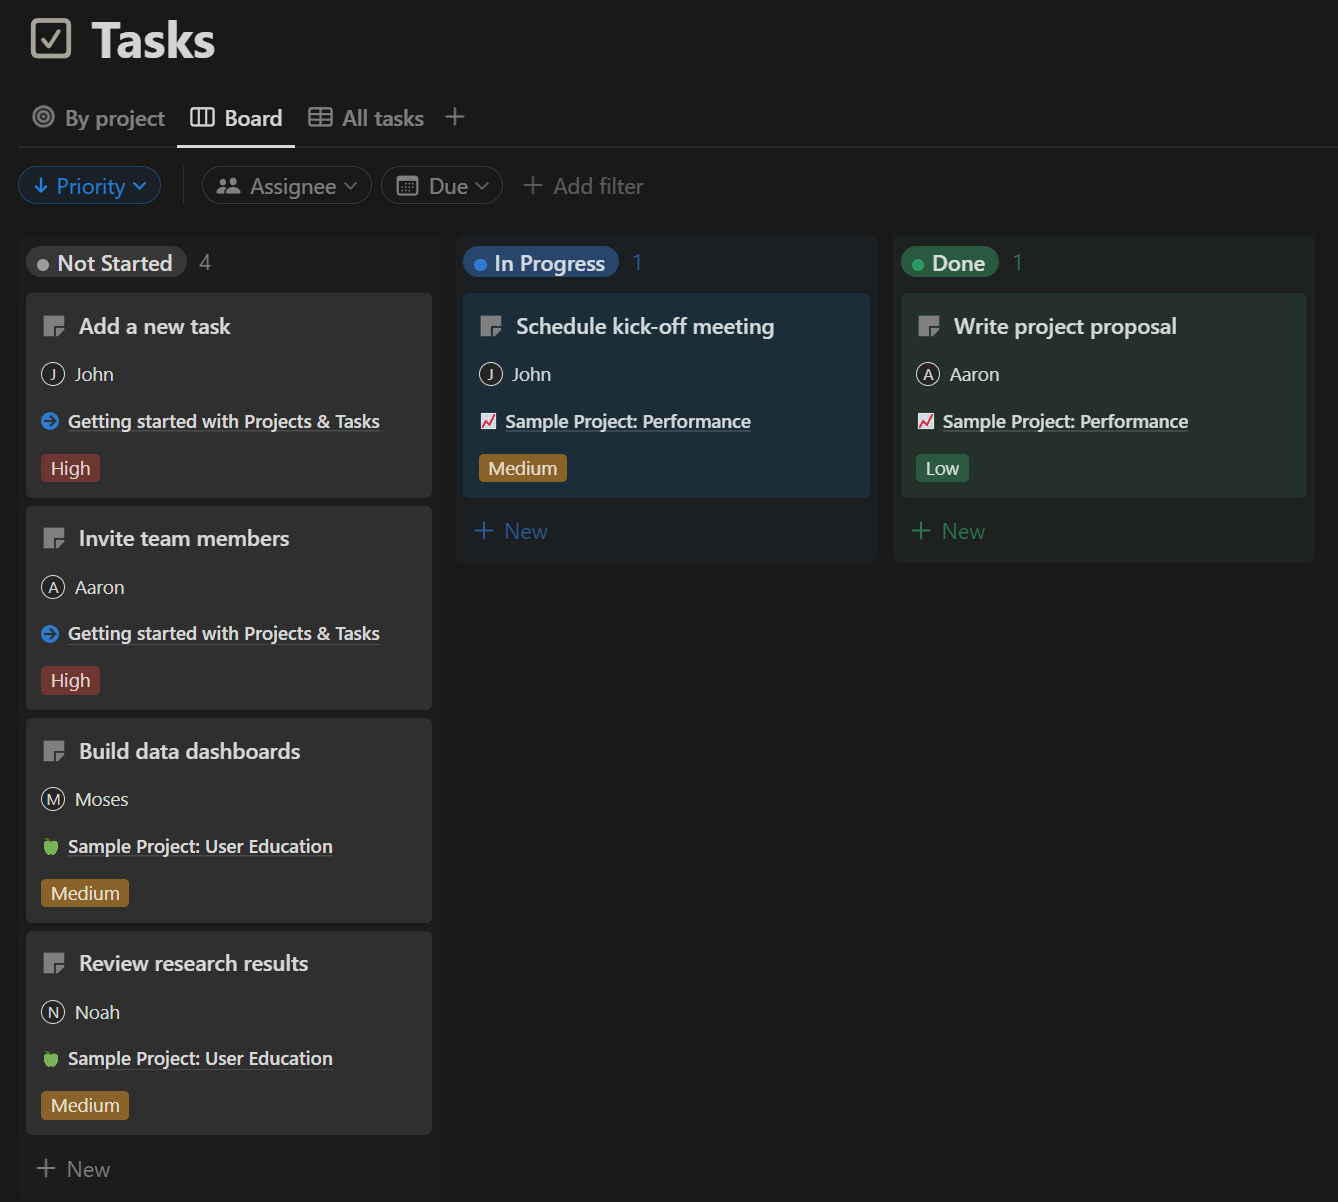 Tasks
By project Board All tasks
Priority Assignee Due Add filter
Not Started 4
Add a new task
J John
Getting started with Projects & Tasks
High
Invite team members
A Aaron
Getting started with Projects & Tasks
High
Build data dashboards
M Moses
Sample Project: User Education
Medium
Review research results
N Noah
Sample Project: User Education
Medium
+ New
In Progress 1
Schedule kick-off meeting
J John
Sample Project: Performance
Medium
+ New
Done 1
Write project proposal
A Aaron
Sample Project: Performance
Low
+ New